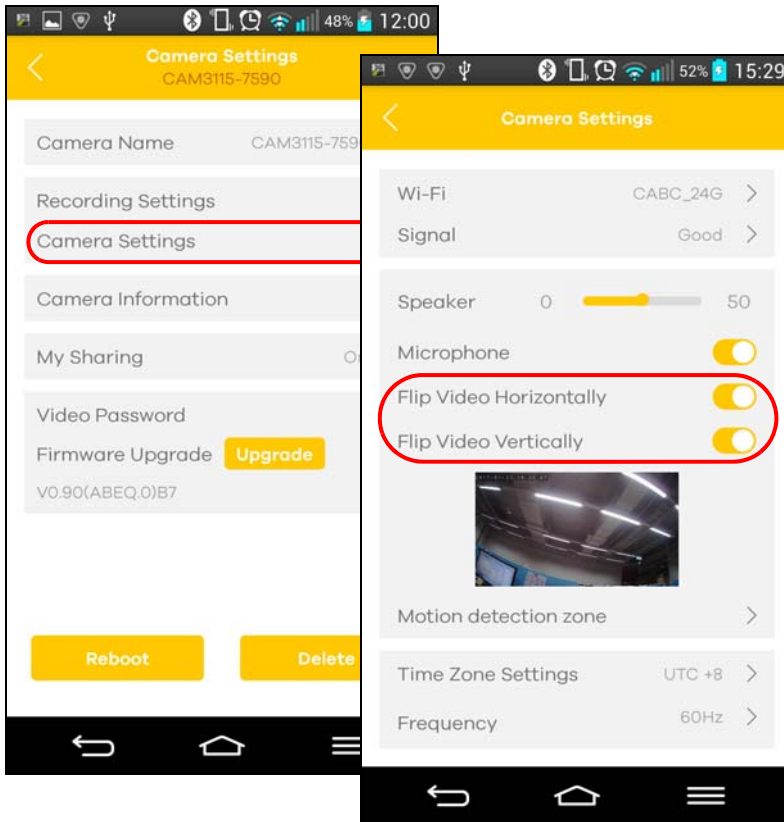 48% 12:00
Camera Settings
CAM3115-7590
Camera Name CAM3115-759
Recording Settings
Camera Settings
Camera Information
My Sharing
Video Password
Firmware Upgrade Upgrade
V0.90(ABEQ.0)B7
Reboot Delete
52% 15:29
Camera Settings
Wi-Fi CABC_24G
Signal Good
Speaker 0 50
Microphone
Flip Video Horizontally
Flip Video Vertically
Motion detection zone
Time Zone Settings UTC +8
Frequency 60Hz